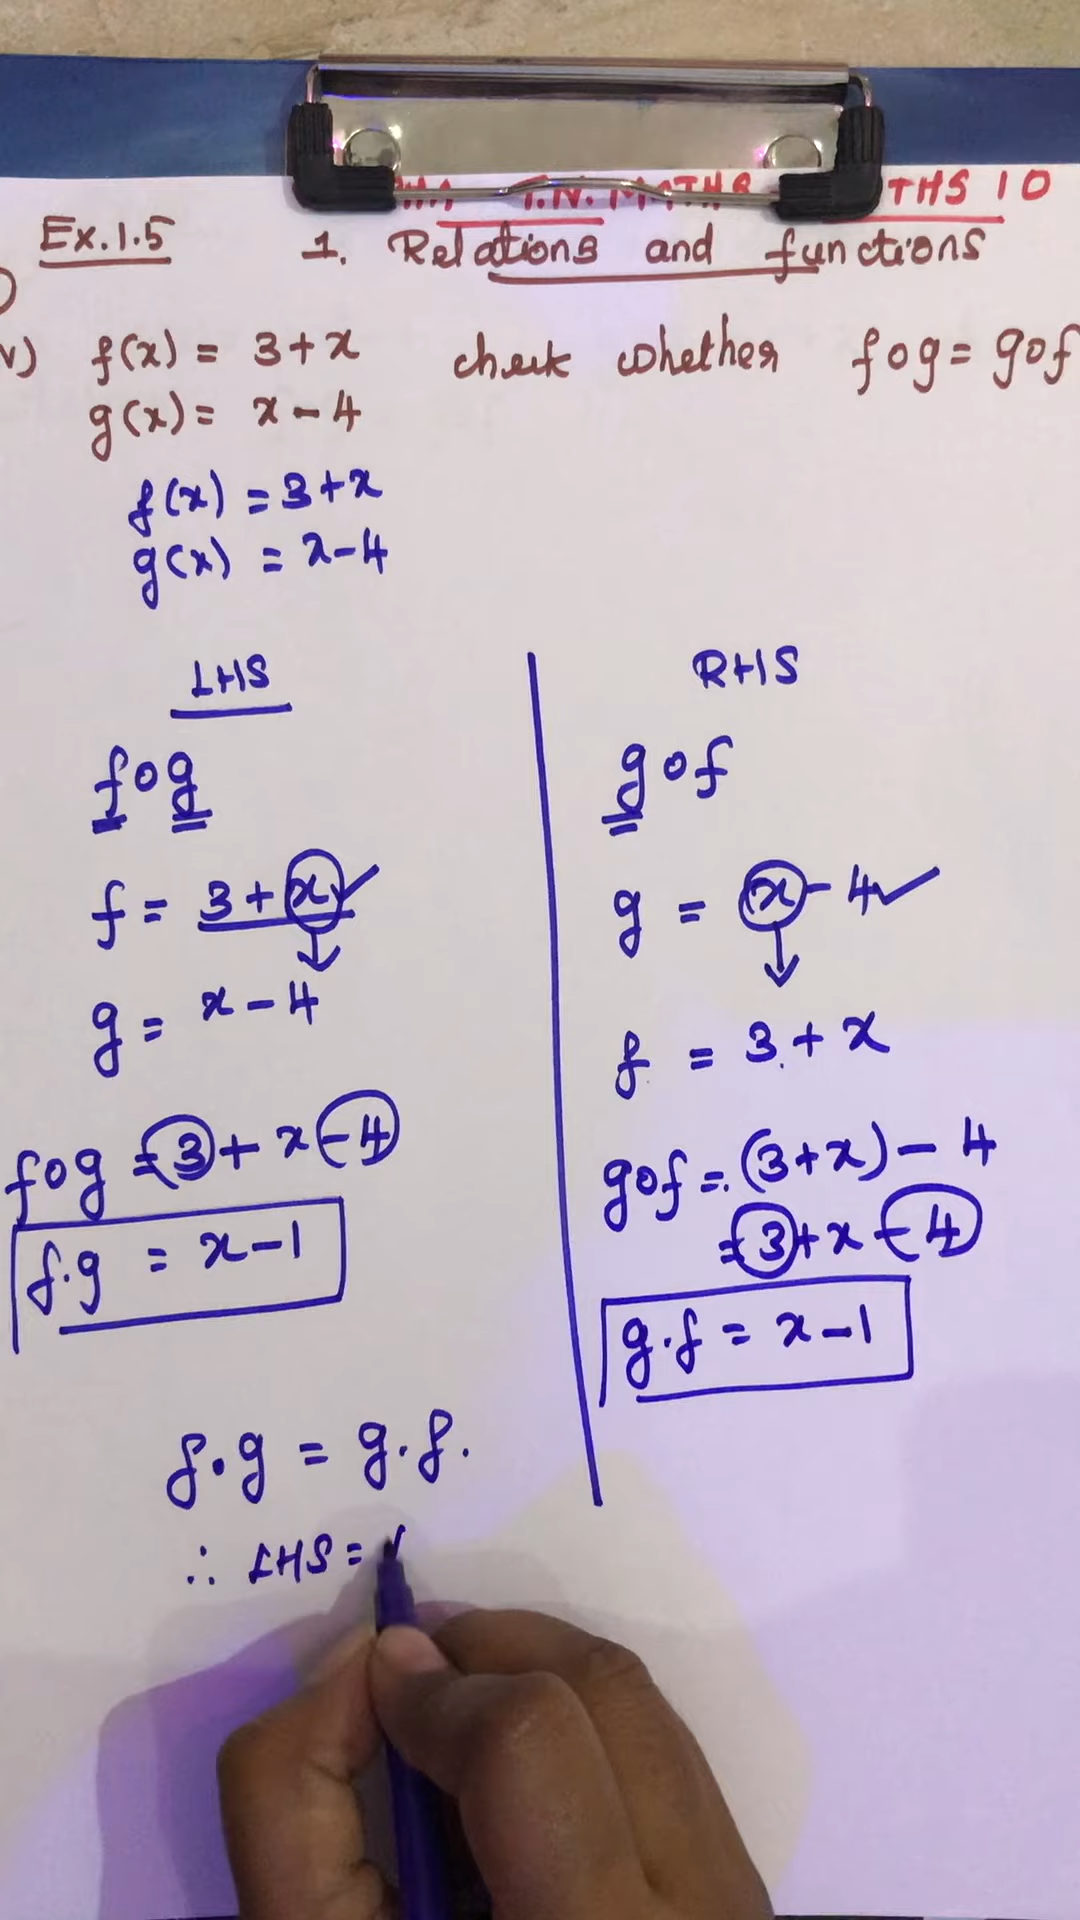 T.N. MATHS THS 10
Ex.1.5 1. Relations and functions
v) f(x) = 3+x check whether fog = gof
g(x) = x-4
f(x) = 3+x
g(x) = x-4
LHS
fog
f = 3+x ✓
g = x-4
fog = 3+x-4
f.g = x-1
RHS
gof
g = x-4 ✓
f = 3+x
gof = (3+x)-4
= 3+x-4
g.f = x-1
f.g = g.f.
∴ LHS =